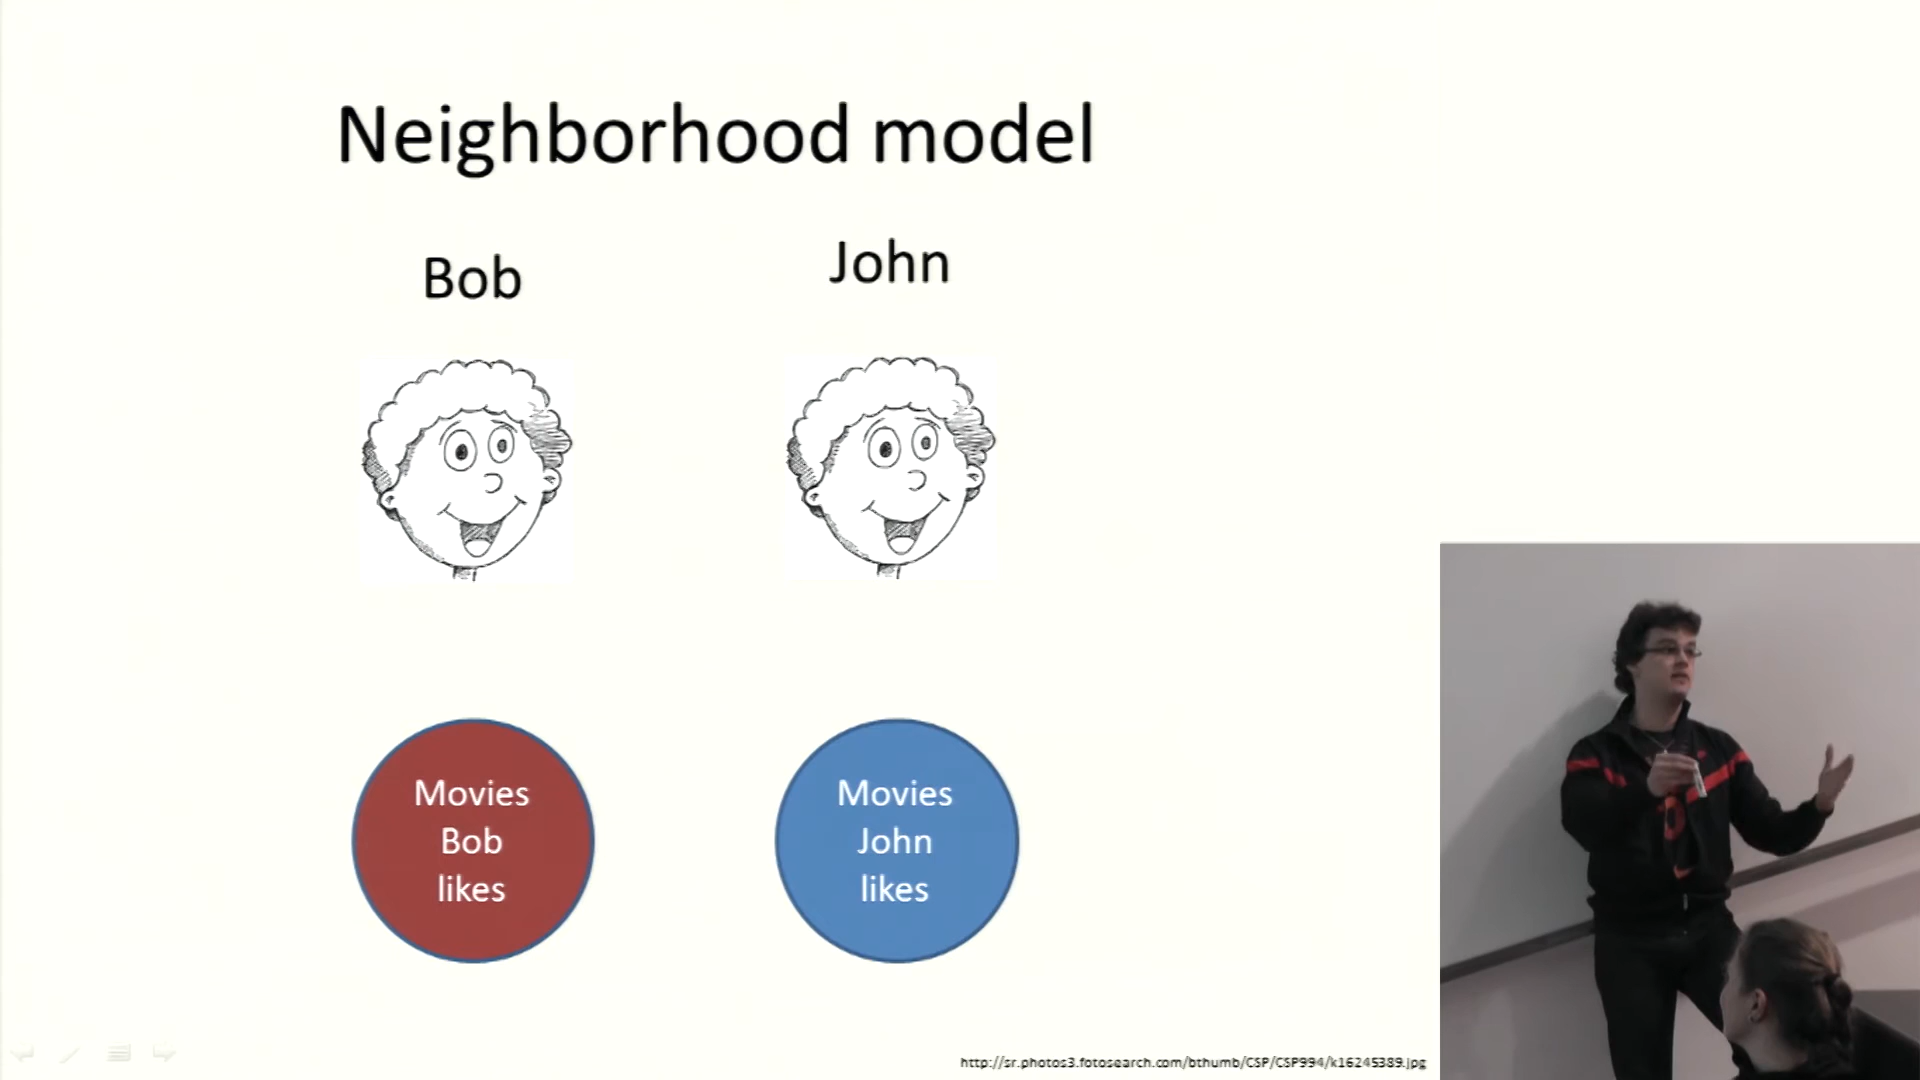 Neighborhood model
Bob
John
Movies
Bob
likes
Movies
John
likes
http://sr.photos3.fotosearch.com/bthumb/CSP/CSP994/k16245389.jpg